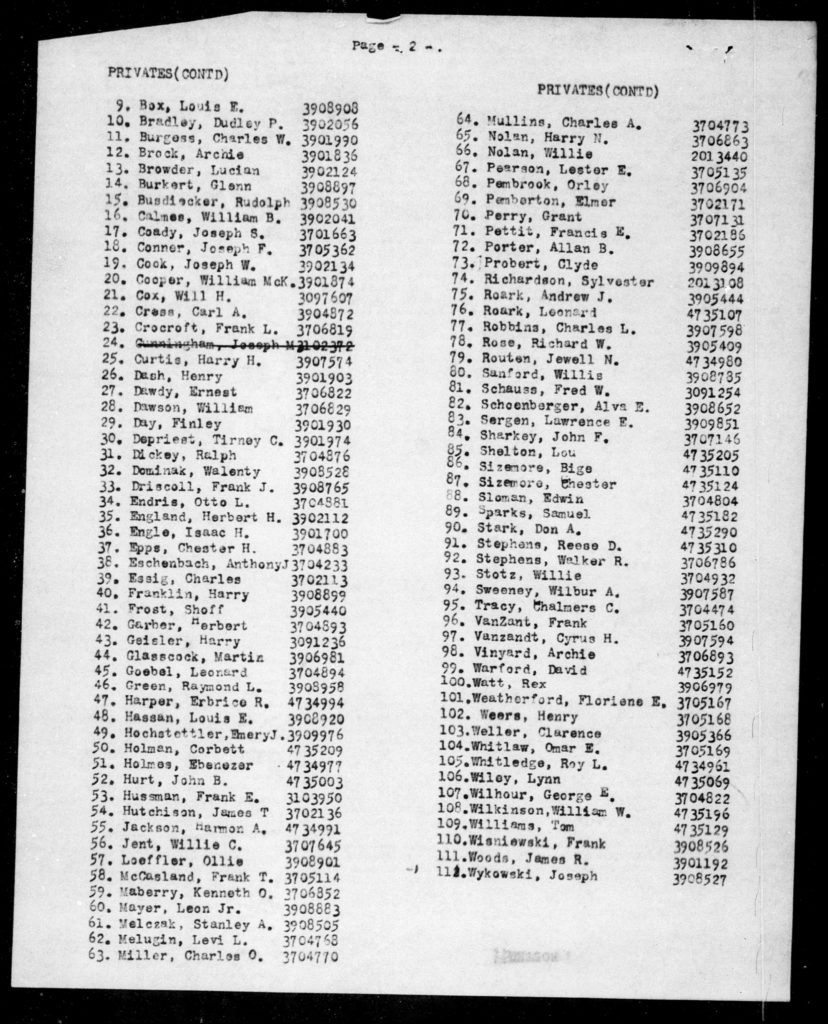 Page - 2 -.
PRIVATES(CONTD)
9. Box, Louis E. 3908908
10. Bradley, Dudley P. 3902056
11. Burgess, Charles W. 3901990
12. Brock, Archie 3901836
13. Browder, Lucian 3902124
14. Burkert, Glenn 3908897
15. Busdiecker, Rudolph 3908530
16. Calmes, William B. 3902041
17. Coady, Joseph S. 3701663
18. Conner, Joseph F. 3705362
19. Cook, Joseph W. 3902134
20. Cooper, William McK. 3901874
21. Cox, Will H. 3097607
22. Cress, Carl A. 3904872
23. Crocroft, Frank L. 3706819
24. Cunningham, Joseph M 3102372
25. Curtis, Harry H. 3907574
26. Dash, Henry 3901903
27. Dawdy, Ernest 3706822
28. Dawson, William 3706829
29. Day, Finley 3901930
30. Depriest, Tirney C. 3901974
31. Dickey, Ralph 3704876
32. Dominak, Walenty 3908528
33. Driscoll, Frank J. 3908765
34. Endris, Otto L. 3704881
35. England, Herbert H. 3902112
36. Engle, Isaac H. 3901700
37. Epps, Chester H. 3704883
38. Eschenbach, AnthonyJ 3704233
39. Essig, Charles 3702113
40. Franklin, Harry 3908899
41. Frost, Shoff 3905440
42. Garber, Herbert 3704893
43. Geisler, Harry 3091236
44. Glasscock, Martin 3906981
45. Goebel, Leonard 3704894
46. Green, Raymond L. 3908958
47. Harper, Erbrice R. 4734994
48. Hassan, Louis E. 3908920
49. Hochstettler,EmeryJ. 3909976
50. Holman, Corbett 4735209
51. Holmes, Ebenezer 4734977
52. Hurt, John B. 4735003
53. Hussman, Frank E. 3103950
54. Hutchison, James T 3702136
55. Jackson, Harmon A. 4734991
56. Jent, Willie C. 3707645
57. Loeffler, Ollie 3908901
58. McCasland, Frank T. 3705114
59. Maberry, Kenneth O. 3706852
60. Mayer, Leon Jr. 3908883
61. Melczak, Stanley A. 3908505
62. Melugin, Levi L. 3704768
63. Miller, Charles O. 3704770
PRIVATES(CONTD)
64. Mullins, Charles A. 3704773
65. Nolan, Harry N. 3706863
66. Nolan, Willie 2013440
67. Pearson, Lester E. 3705135
68. Pembrook, Orley 3706904
69. Pemberton, Elmer 3702171
70. Perry, Grant 3707131
71. Pettit, Francis E. 3702186
72. Porter, Allan B. 3908655
73. Probert, Clyde 3909894
74. Richardson, Sylvester 2013108
75. Roark, Andrew J. 3905444
76. Roark, Leonard 4735107
77. Robbins, Charles L. 3907598
78. Rose, Richard W. 3905409
79. Routen, Jewell N. 4734980
80. Sanford, Willis 3908785
81. Schauss, Fred W. 3091254
82. Schoenberger, Alva E. 3908652
83. Sergen, Lawrence E. 3909851
84. Sharkey, John F. 3707146
85. Shelton, Lou 4735205
86. Sizemore, Bige 4735110
87. Sizemore, Chester 4735124
88. Sloman, Edwin 3704804
89. Sparks, Samuel 4735182
90. Stark, Don A. 4735290
91. Stephens, Reese D. 4735310
92. Stephens, Walker R. 3706786
93. Stotz, Willie 3704932
94. Sweeney, Wilbur A. 3907587
95. Tracy, Chalmers C. 3704474
96. VanZant, Frank 3705160
97. Vanzandt, Cyrus H. 3907594
98. Vinyard, Archie 3706893
99. Warford, David 4735152
100.Watt, Rex 3906979
101.Weatherford, Floriene E. 3705167
102. Weers, Henry 3705168
103.Weller, Clarence 3905366
104.Whitlaw, Omar E. 3705169
105.Whitledge, Roy L. 4734961
106.Wiley, Lynn 4735069
107.Wilhour, George E. 3704822
108.Wilkinson,William W. 4735196
109.Williams, Tom 4735129
110.Wisniewski, Frank 3908526
111.Woods, James R. 3901192
112.Wykowski, Joseph 3908527